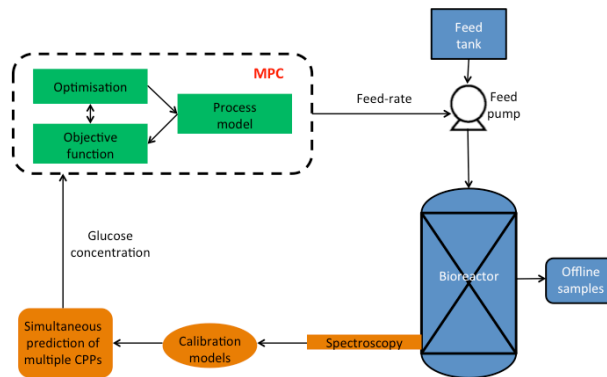 Feed
tank
MPC
Optimisation
Process
model
Objective
function
Feed-rate
Feed
pump
Glucose
concentration
Bioreactor
Offline
samples
Simultaneous
prediction of
multiple CPPs
Calibration
models
Spectroscopy